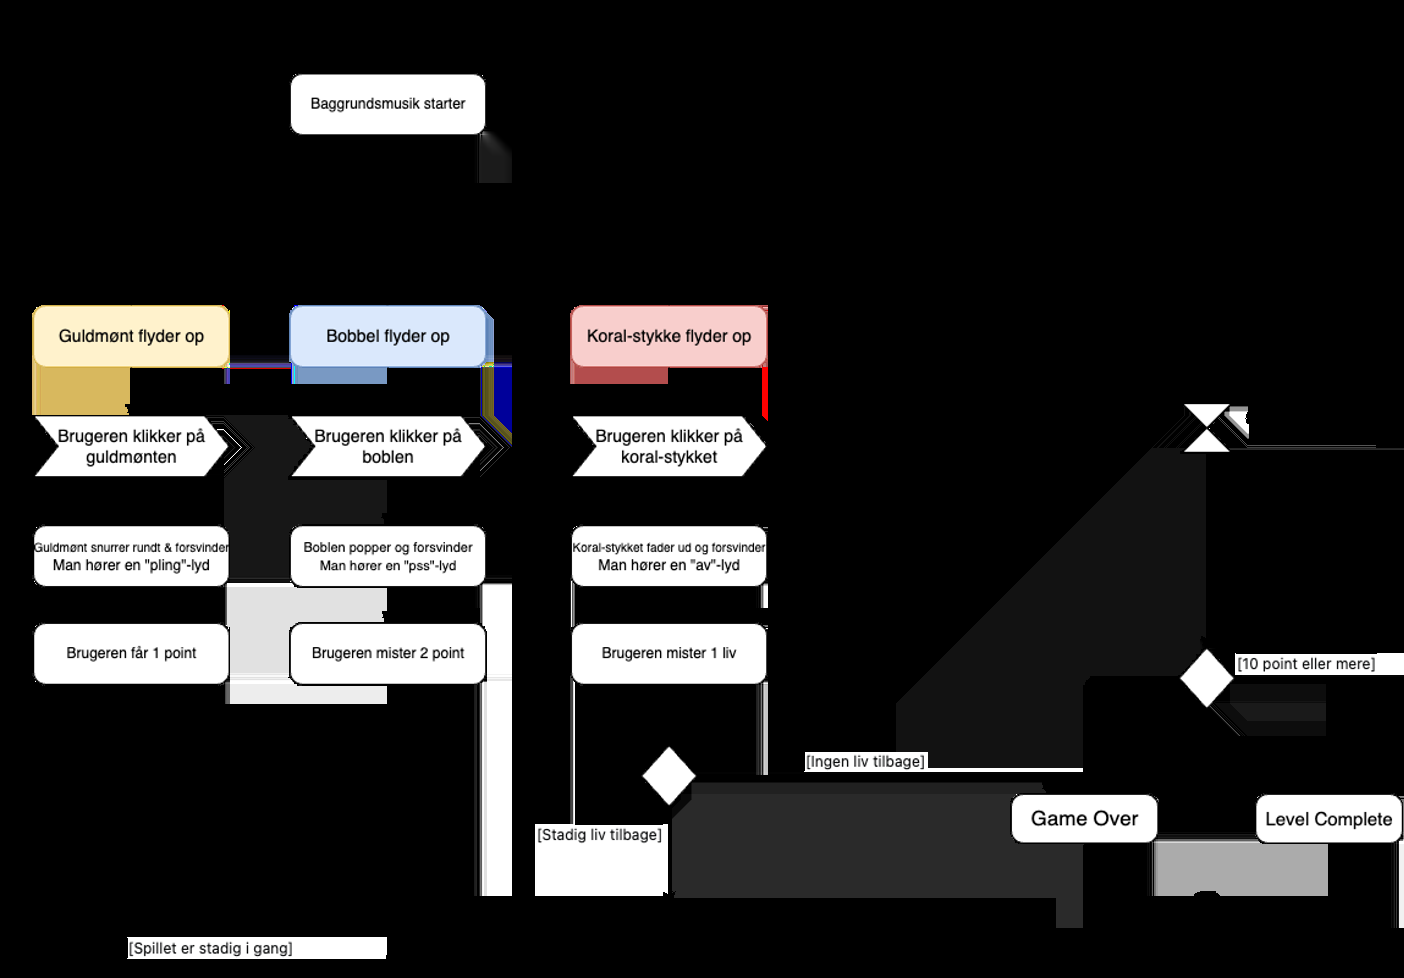 Baggrundsmusik starter
Guldmønt flyder op
Bobbel flyder op
Koral-stykke flyder op
Brugeren klikker på
guldmønten
Brugeren klikker på
boblen
Brugeren klikker på
koral-stykket
Guldmønt snurrer rundt & forsvinder
Man hører en "pling"-lyd
Boblen popper og forsvinder
Man hører en "pss"-lyd
Koral-stykket fader ud og forsvinder
Man hører en "av"-lyd
Brugeren får 1 point
Brugeren mister 2 point
Brugeren mister 1 liv
[10 point eller mere]
[Ingen liv tilbage]
Game Over
Level Complete
[Stadig liv tilbage]
[Spillet er stadig i gang]